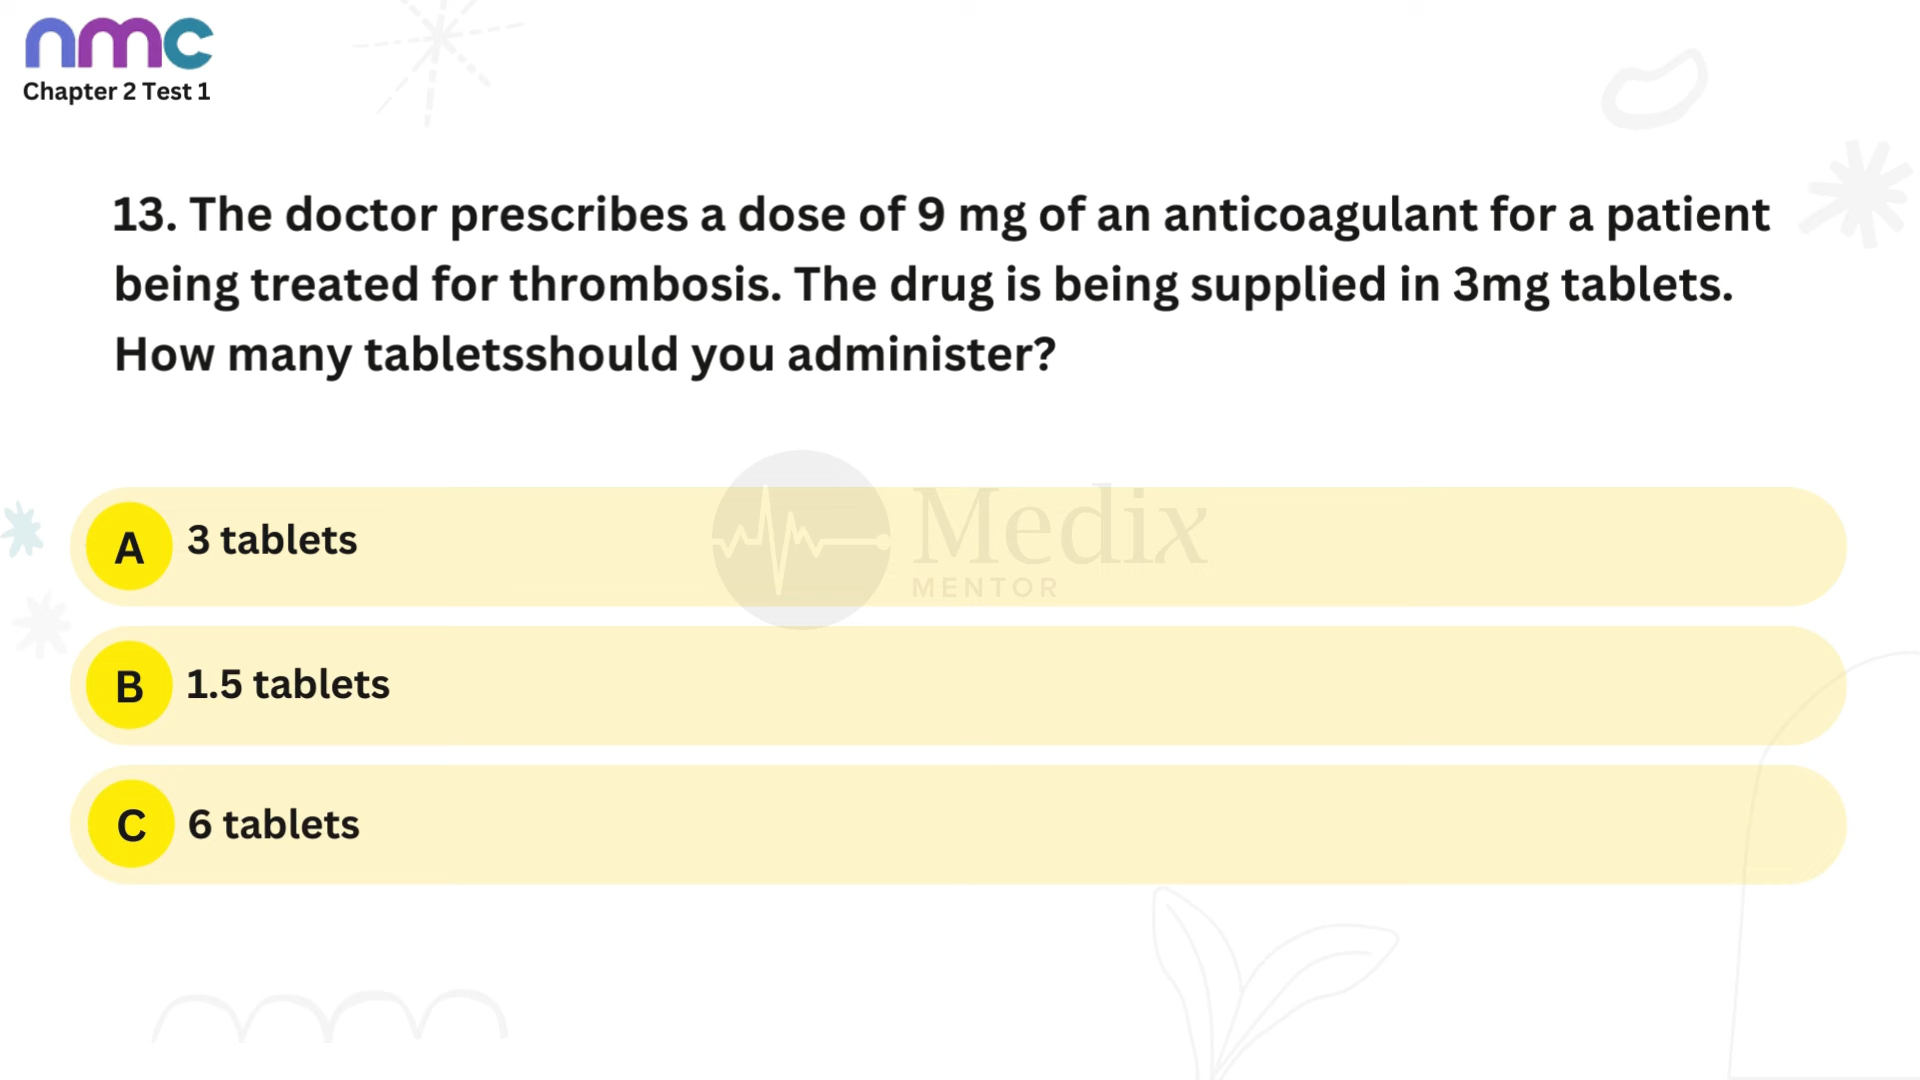 nmc
Chapter 2 Test 1
13. The doctor prescribes a dose of 9 mg of an anticoagulant for a patient
being treated for thrombosis. The drug is being supplied in 3mg tablets.
How many tabletsshould you administer?
A 3 tablets
Medix
MENTOR
B 1.5 tablets
C 6 tablets